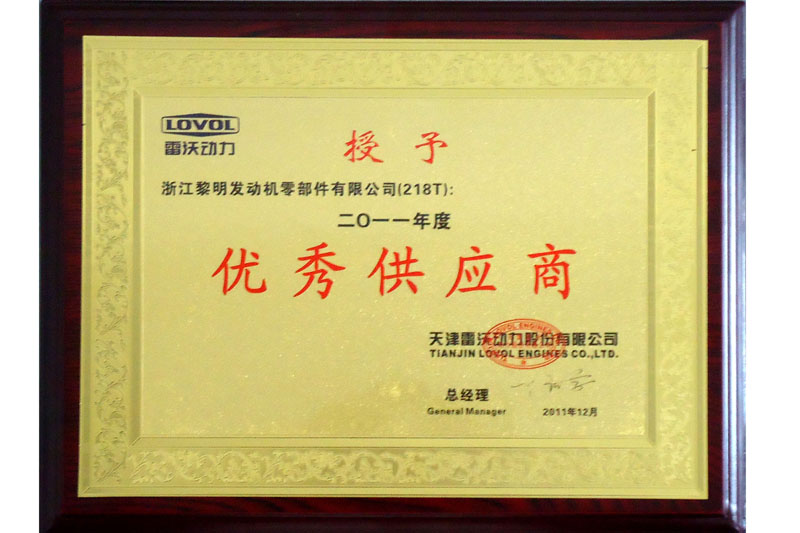 LOVOL
雷沃动力
授予
浙江黎明发动机零部件有限公司(218T):
二〇一一年度
优秀供应商
天津雷沃动力股份有限公司
TIANJIN LOVOL ENGINES CO.,LTD.
总经理
General Manager
2011年12月